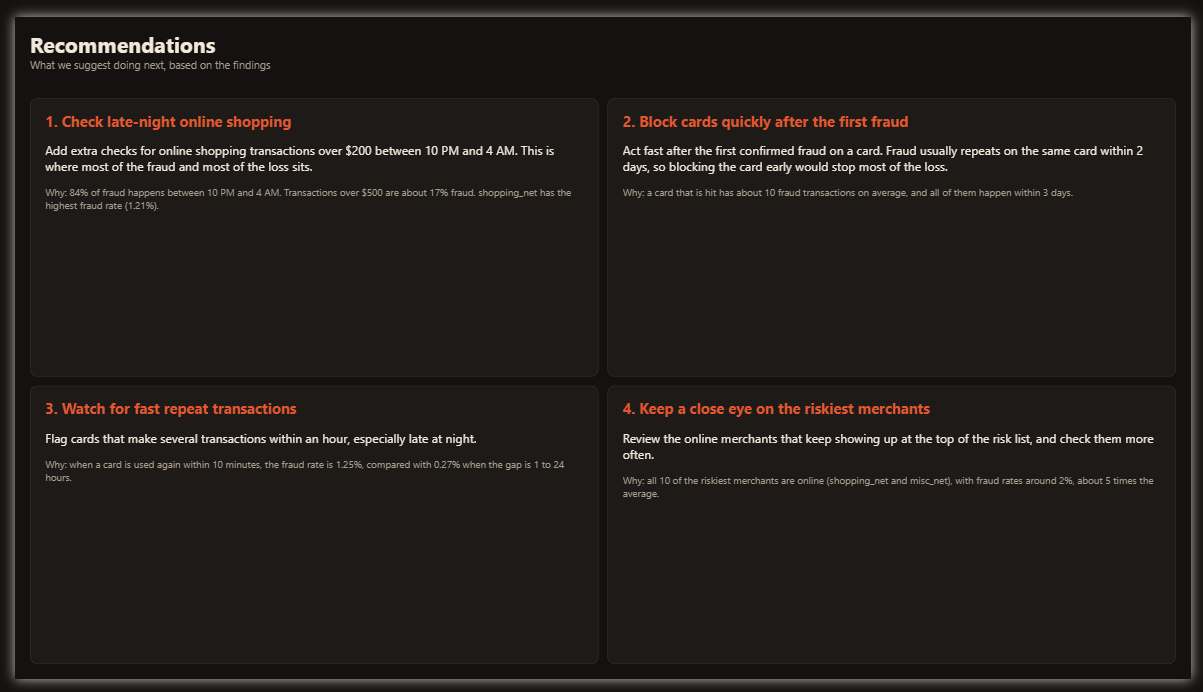 Recommendations
What we suggest doing next, based on the findings
1. Check late-night online shopping
Add extra checks for online shopping transactions over $200 between 10 PM and 4 AM. This is
where most of the fraud and most of the loss sits.
Why: 84% of fraud happens between 10 PM and 4 AM. Transactions over $500 are about 17% fraud. shopping_net has the
highest fraud rate (1.21%).
2. Block cards quickly after the first fraud
Act fast after the first confirmed fraud on a card. Fraud usually repeats on the same card within 2
days, so blocking the card early would stop most of the loss.
Why: a card that is hit has about 10 fraud transactions on average, and all of them happen within 3 days.
3. Watch for fast repeat transactions
Flag cards that make several transactions within an hour, especially late at night.
Why: when a card is used again within 10 minutes, the fraud rate is 1.25%, compared with 0.27% when the gap is 1 to 24
hours.
4. Keep a close eye on the riskiest merchants
Review the online merchants that keep showing up at the top of the risk list, and check them more
often.
Why: all 10 of the riskiest merchants are online (shopping_net and misc_net), with fraud rates around 2%, about 5 times the
average.